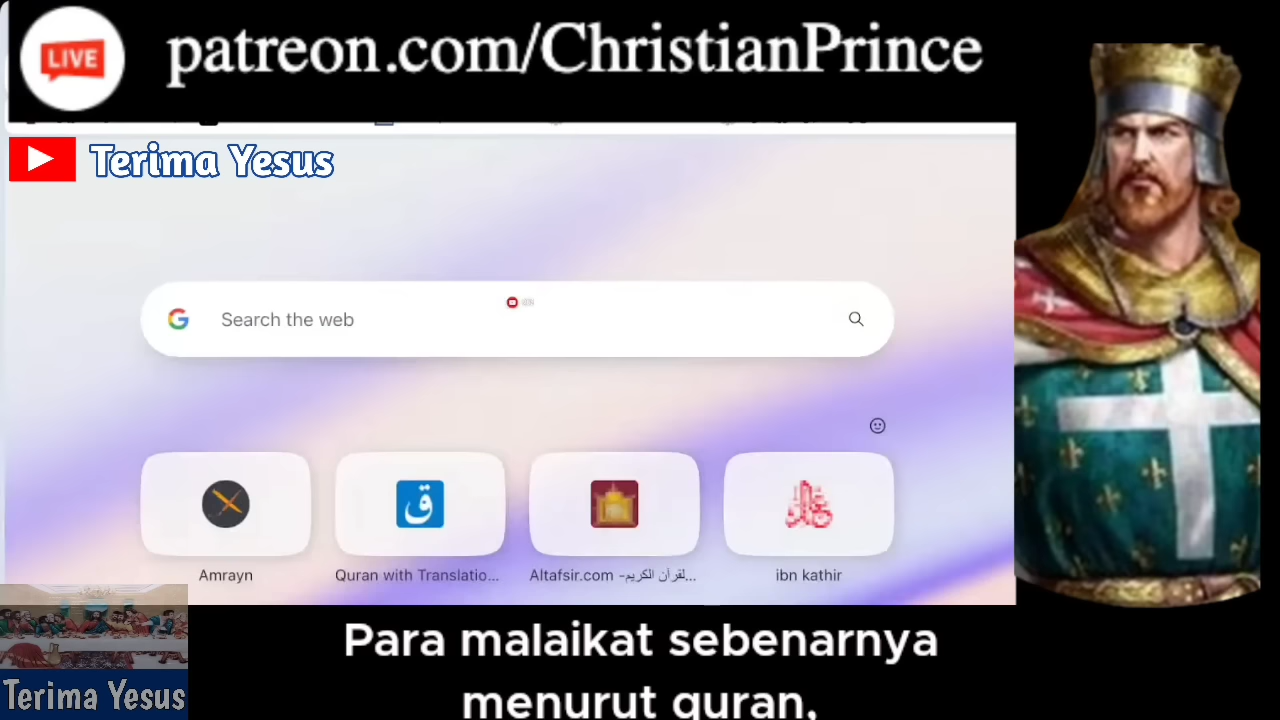 LIVE
patreon.com/ChristianPrince
Terima Yesus
Search the web
Amrayn
Quran with Translatio...
Altafsir.com -لقرآن الكريم...
ibn kathir
Para malaikat sebenarnya
menurut quran,
Terima Yesus